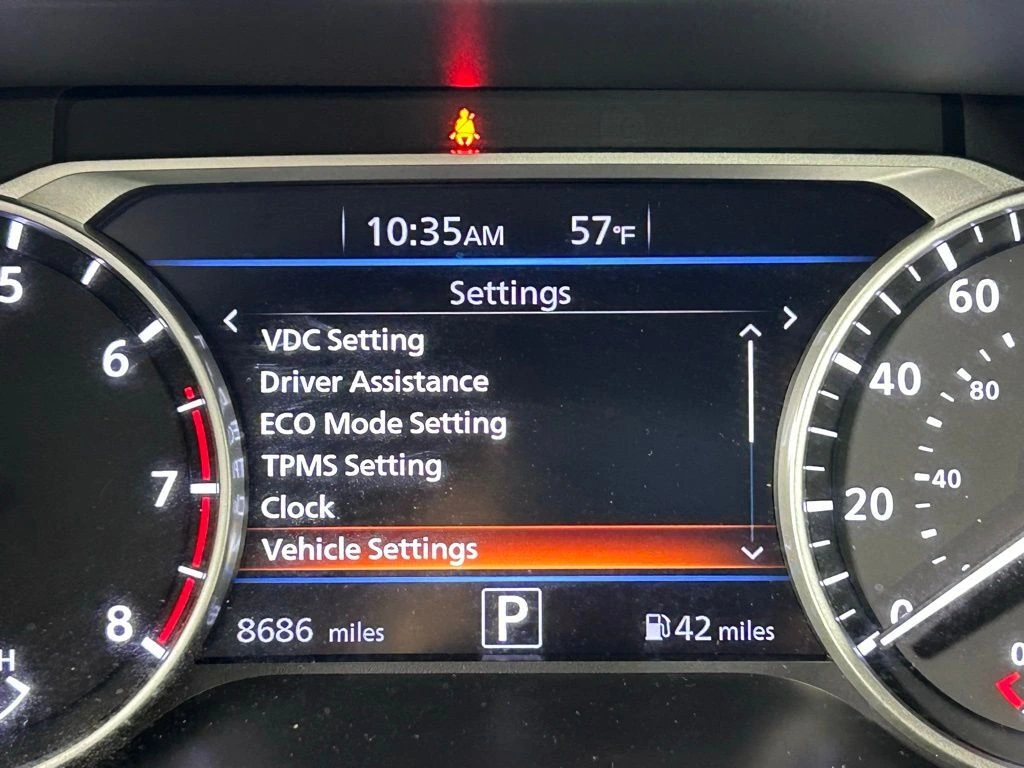 10:35AM 57°F
Settings
VDC Setting
Driver Assistance
ECO Mode Setting
TPMS Setting
Clock
Vehicle Settings
8686 miles P 42 miles
5
6
7
8
H
60
40
20
0
80
40
0